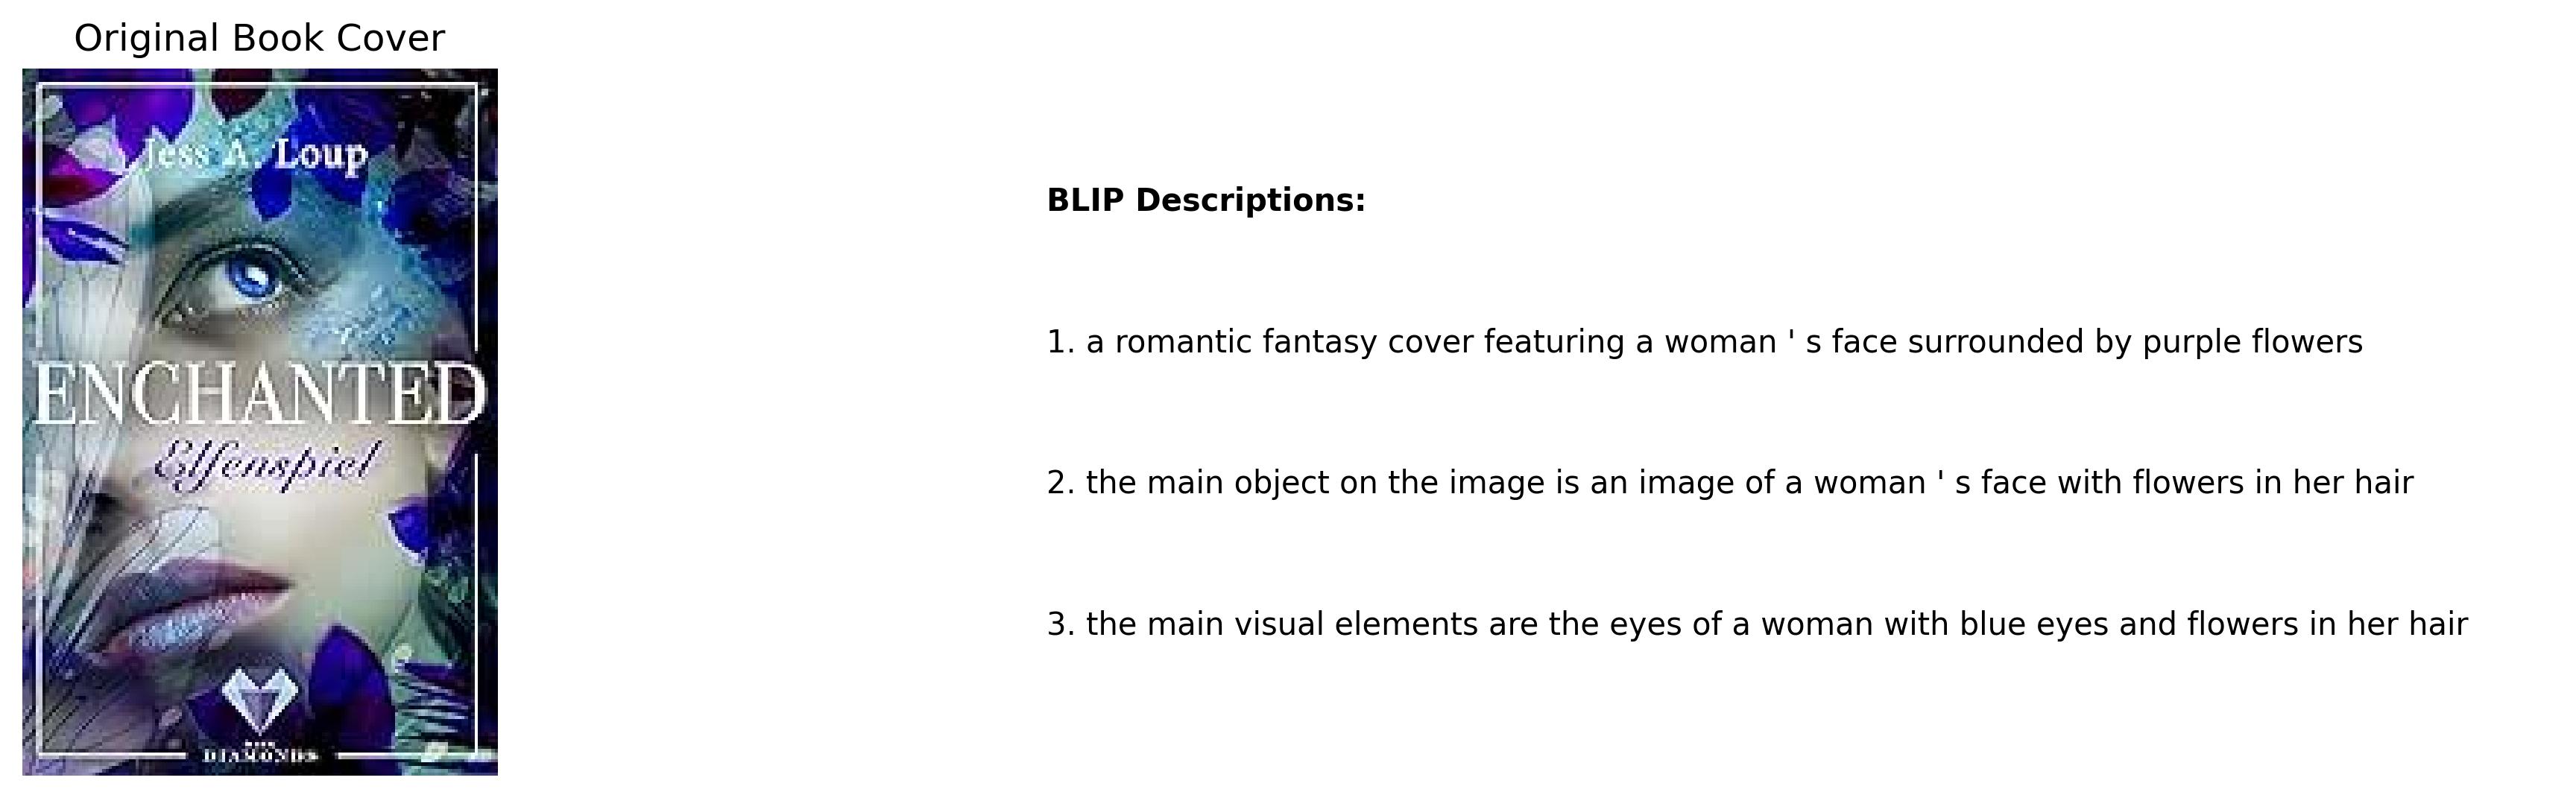 Original Book Cover
Jess A. Loup
ENCHANTED
Elfenspiel
DIAMONDS
BLIP Descriptions:
1. a romantic fantasy cover featuring a woman ' s face surrounded by purple flowers
2. the main object on the image is an image of a woman ' s face with flowers in her hair
3. the main visual elements are the eyes of a woman with blue eyes and flowers in her hair